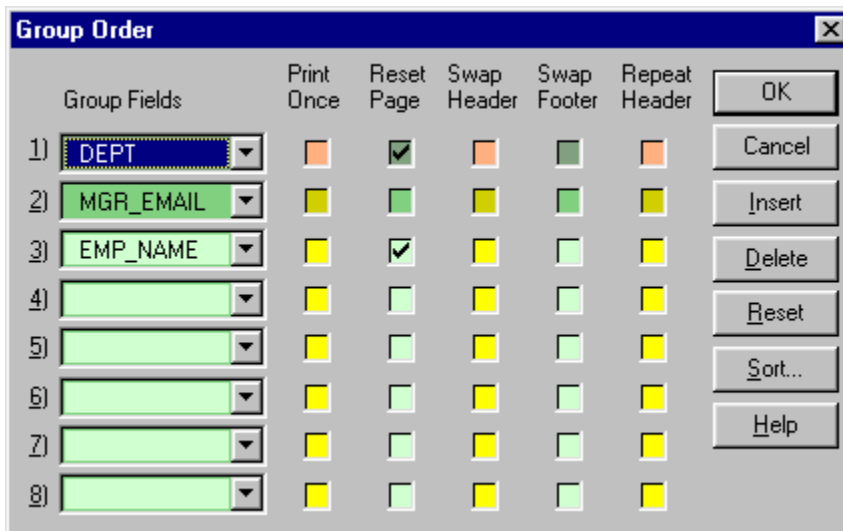 Group Order
Group Fields Print Once Reset Page Swap Header Swap Footer Repeat Header
1) DEPT
2) MGR_EMAIL
3) EMP_NAME
4)
5)
6)
7)
8)
OK
Cancel
Insert
Delete
Reset
Sort...
Help